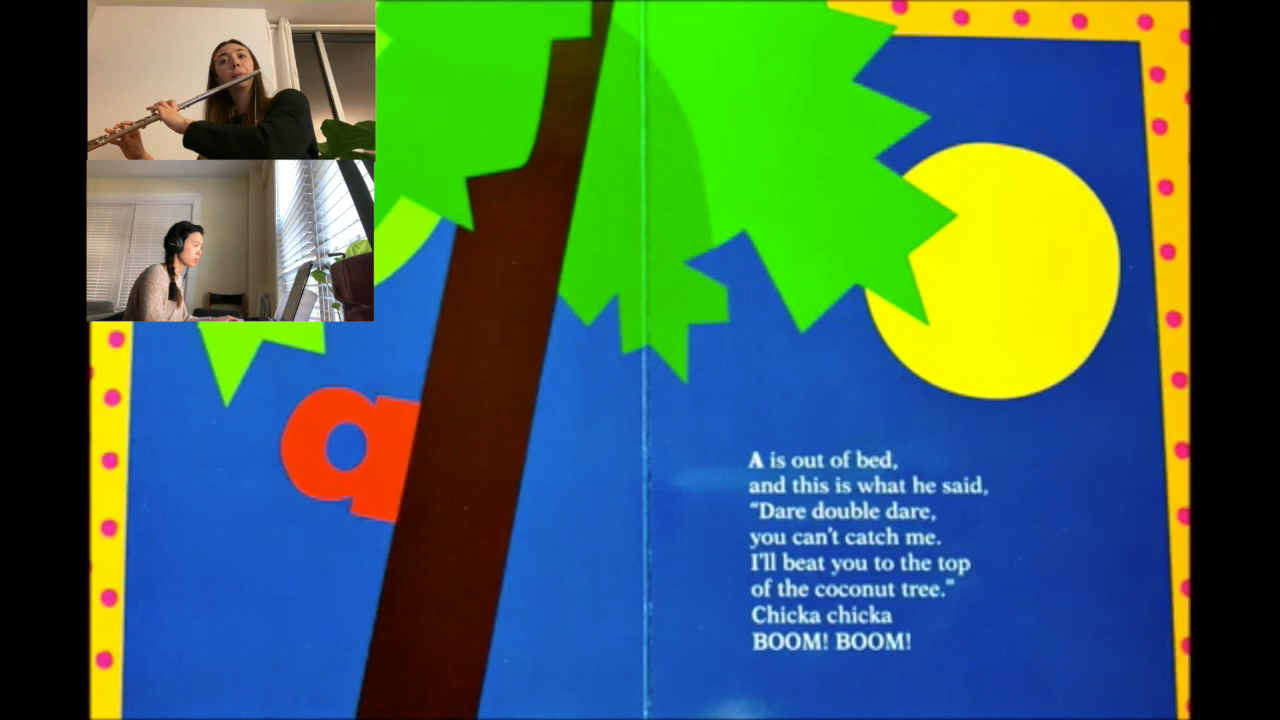 A is out of bed,
and this is what he said,
“Dare double dare,
you can't catch me.
I'll beat you to the top
of the coconut tree.”
Chicka chicka
BOOM! BOOM!